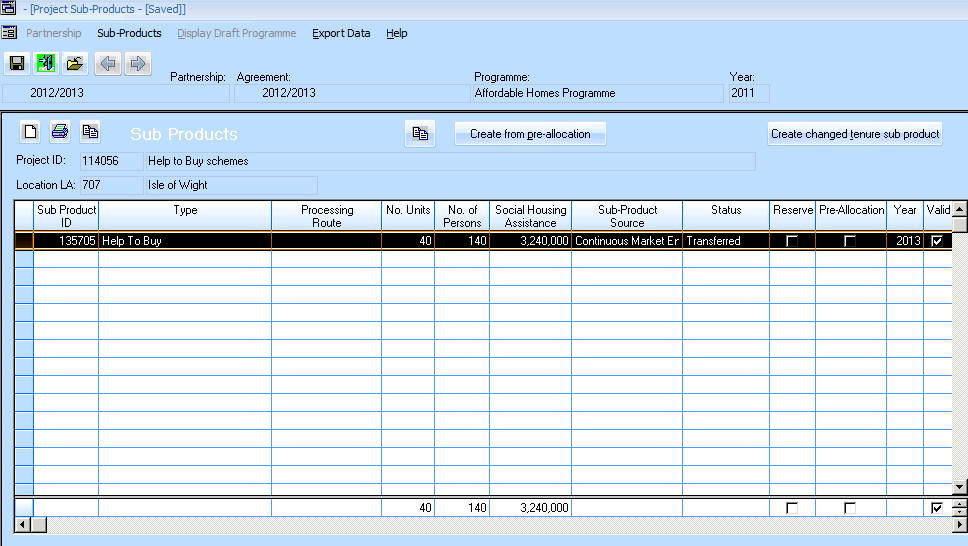 - [Project Sub-Products - [Saved]]
Partnership Sub-Products Display Draft Programme Export Data Help
Partnership: Agreement: Programme: Year:
2012/2013 2012/2013 Affordable Homes Programme 2011
Sub Products Create from pre-allocation Create changed tenure sub product
Project ID: 114056 Help to Buy schemes
Location LA: 707 Isle of Wight
Sub Product Type Processing No. Units No. of Social Housing Sub-Product Status Reserve Pre-Allocation Year Valid
ID Route Persons Assistance Source
135705 Help To Buy 40 140 3,240,000 Continuous Market Er Transferred 2013
40 140 3,240,000